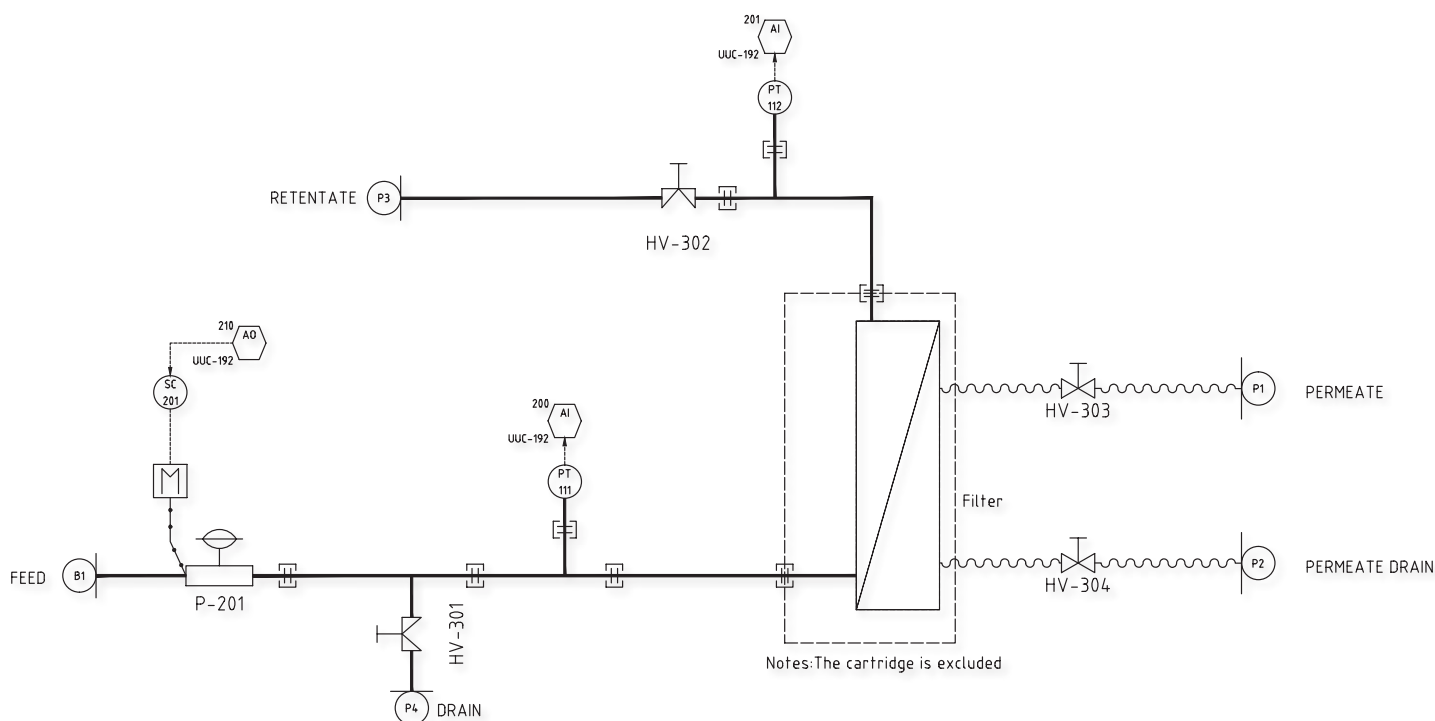 201
AI
UUC-192
PT
112
RETENTATE
P3
HV-302
210
AO
UUC-192
SC
201
200
AI
UUC-192
PT
111
M
P1
PERMEATE
HV-303
Filter
FEED
B1
P-201
HV-301
P2
PERMEATE DRAIN
HV-304
Notes:The cartridge is excluded
P4
DRAIN